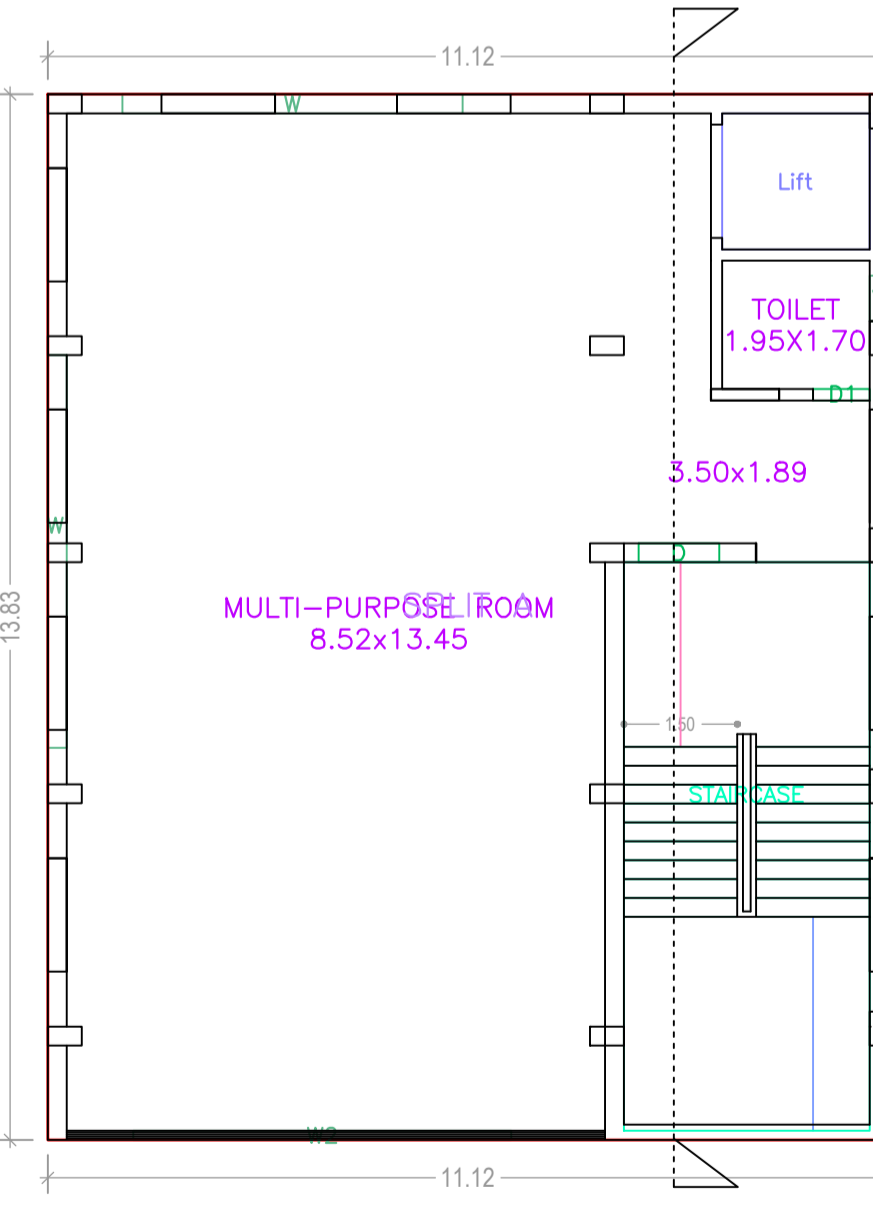 11.12
W
Lift
TOILET
1.95X1.70
D1
3.50x1.89
W
D
13.83
MULTI-PURPOSE ROOM
SPLIT A
8.52x13.45
1.50
STAIRCASE
W2
11.12